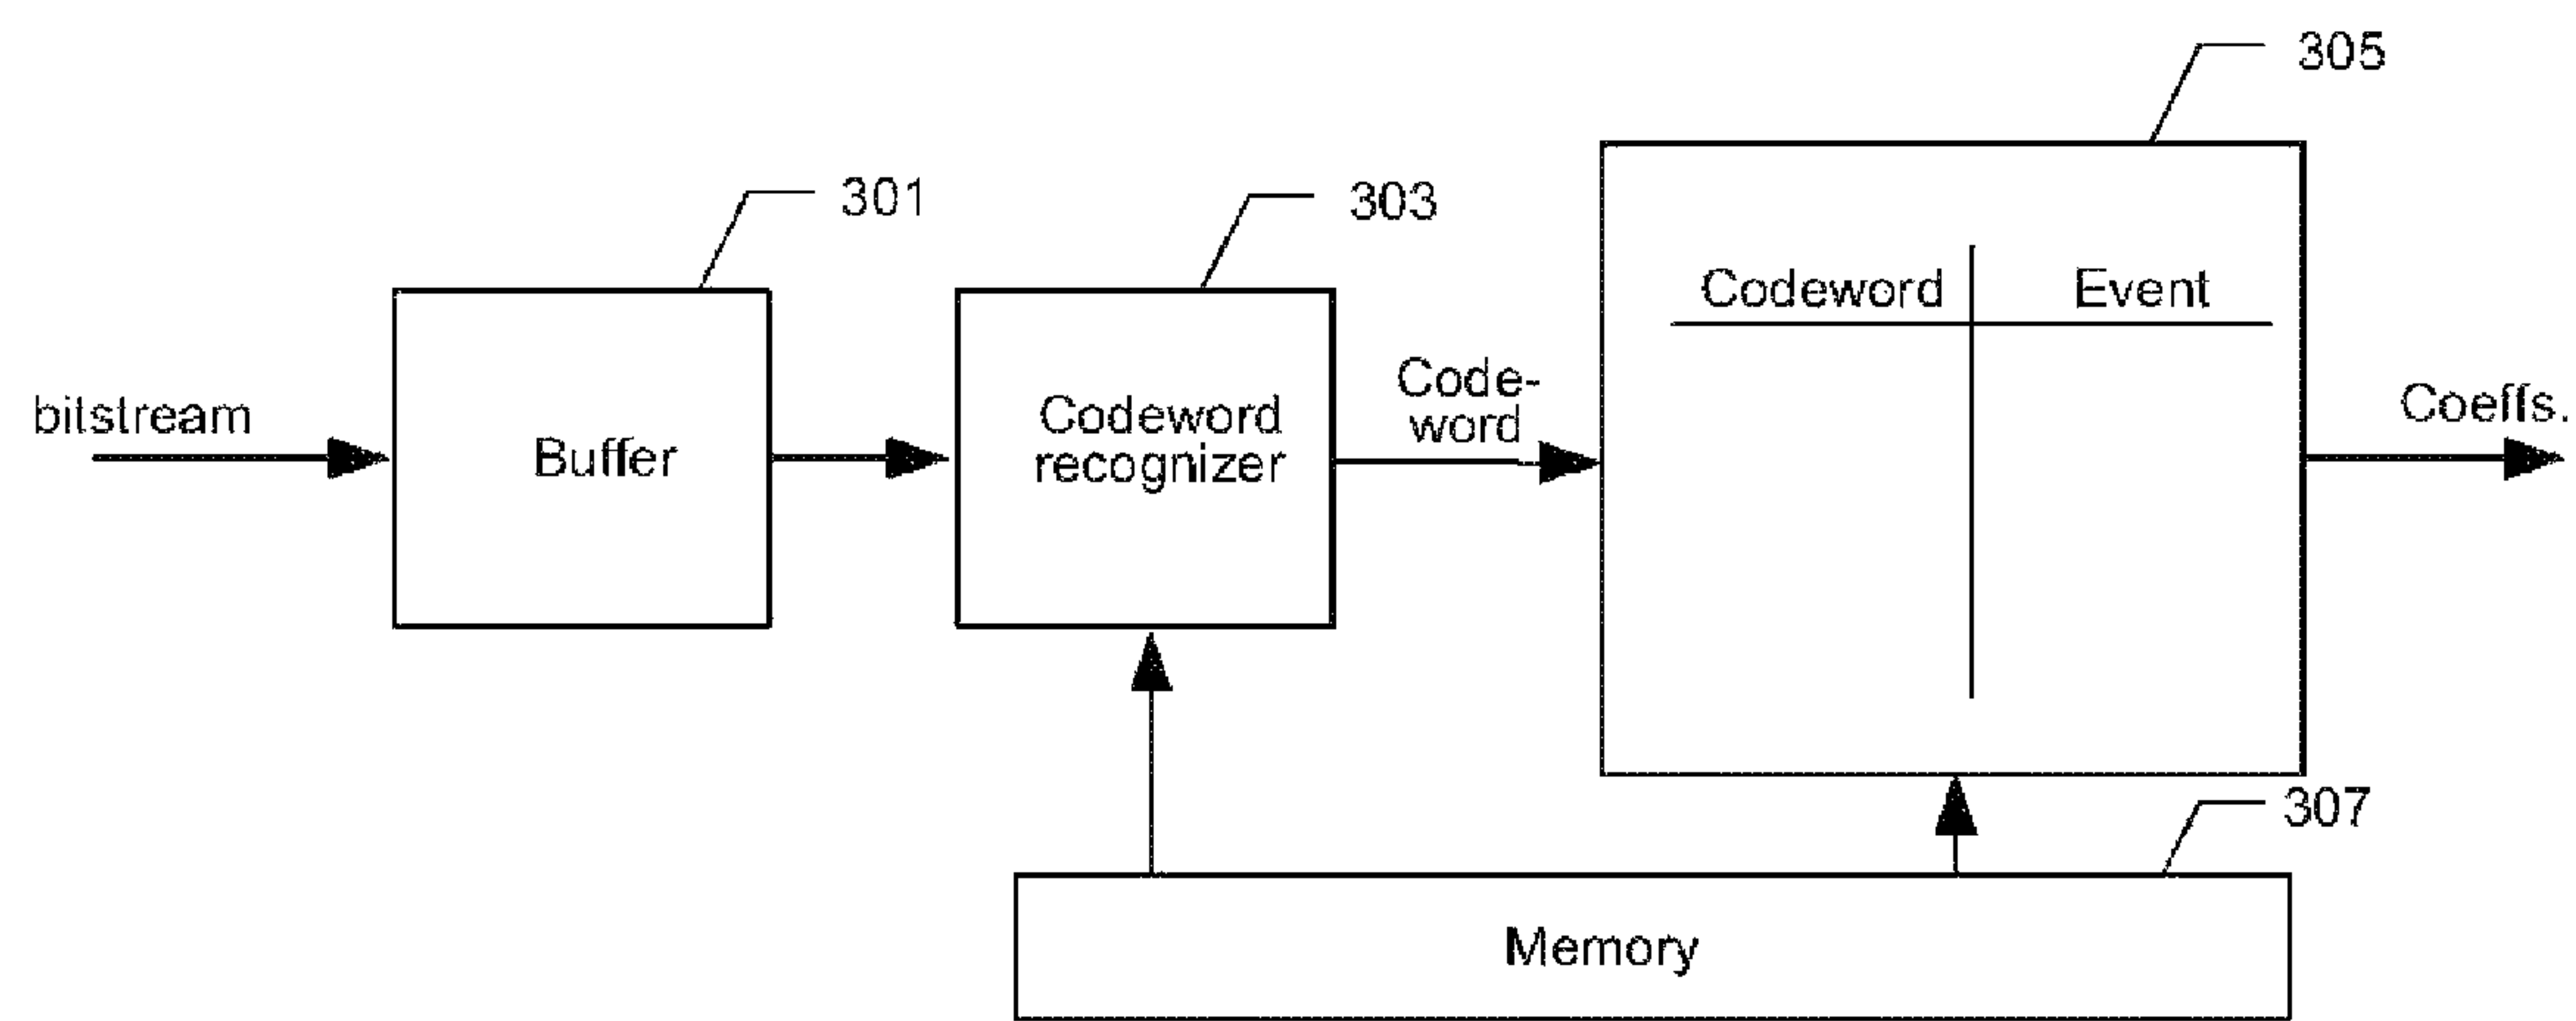 305
301
303
Codeword Event
bitstream
Buffer
Codeword
recognizer
Code-
word
Coeffs.
307
Memory